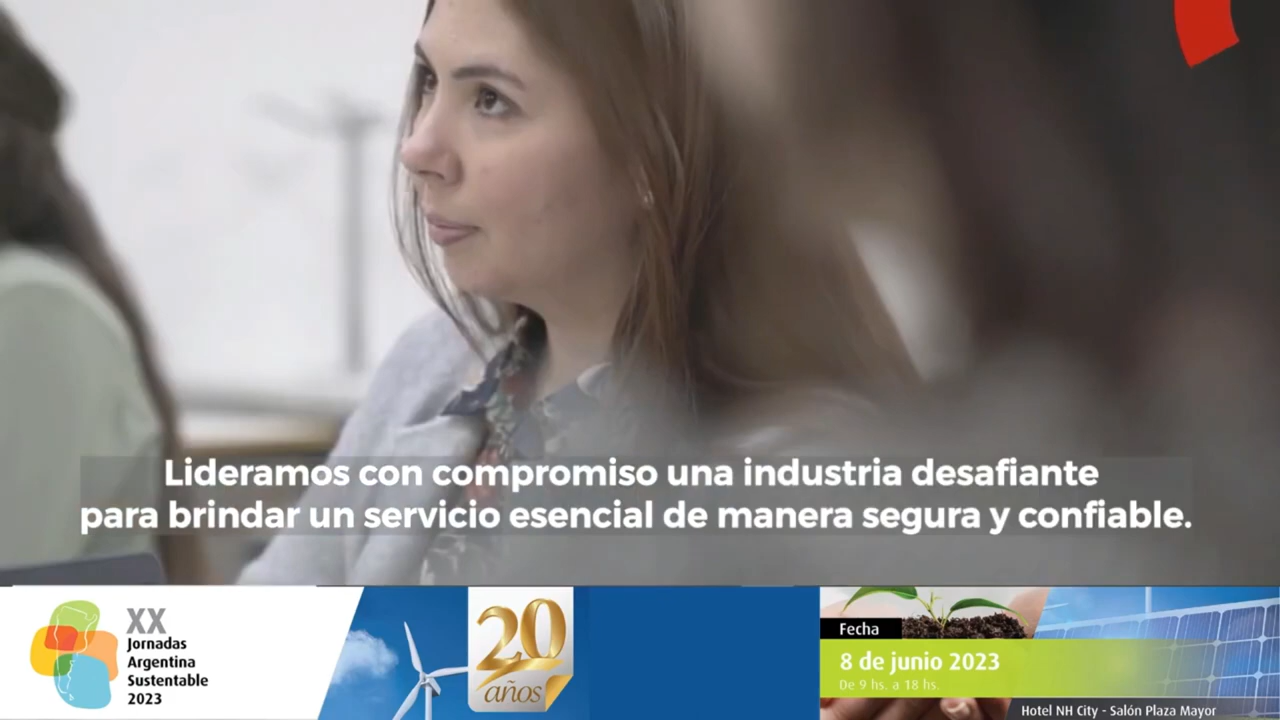 Lideramos con compromiso una industria desafiante
para brindar un servicio esencial de manera segura y confiable.
XX
Jornadas
Argentina
Sustentable
2023
20
años
Fecha
8 de junio 2023
De 9 hs. a 18 hs.
Hotel NH City - Salón Plaza Mayor